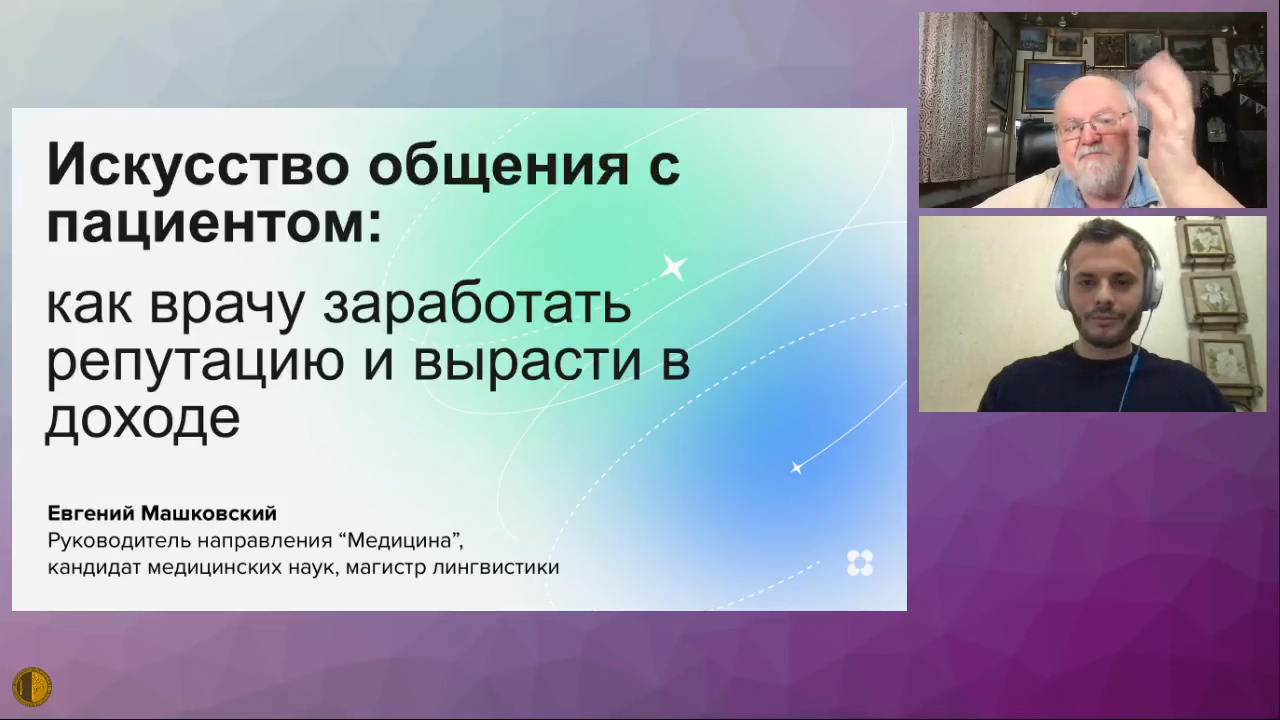 Искусство общения с
пациентом:
как врачу заработать
репутацию и вырасти в
доходе
Евгений Машковский
Руководитель направления “Медицина”,
кандидат медицинских наук, магистр лингвистики